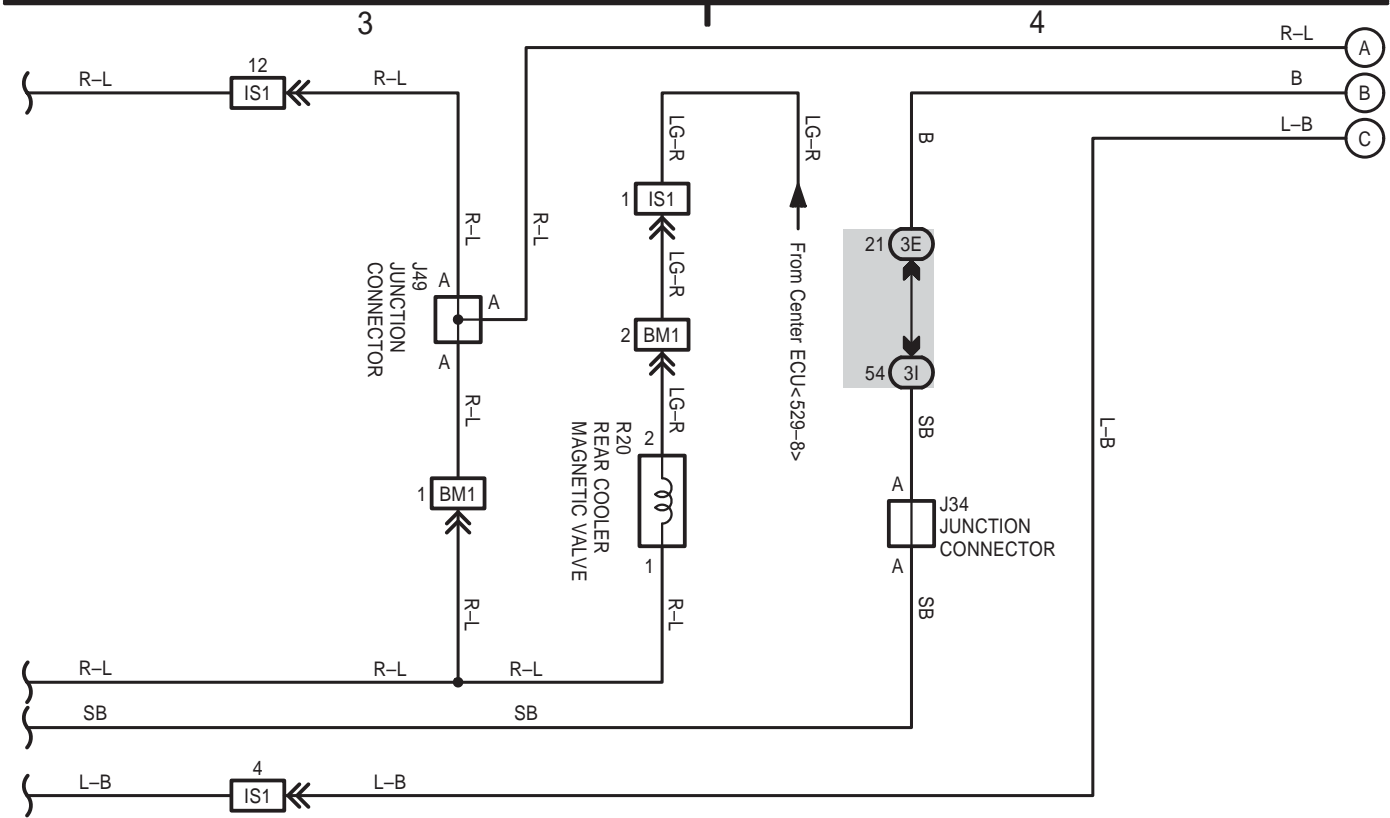 3
4
R–L
A
12
R–L
IS1
R–L
B
B
L–B
C
LG–R
LG–R
B
1
IS1
R–L
R–L
21
3E
From Center ECU<529–8>
LG–R
J49
JUNCTION
CONNECTOR
A
A
A
2
BM1
54
3I
LG–R
R–L
SB
L–B
R20
REAR COOLER
MAGNETIC VALVE
2
1
1
BM1
A
J34
JUNCTION
CONNECTOR
A
R–L
R–L
SB
R–L
R–L
R–L
SB
SB
4
L–B
IS1
L–B